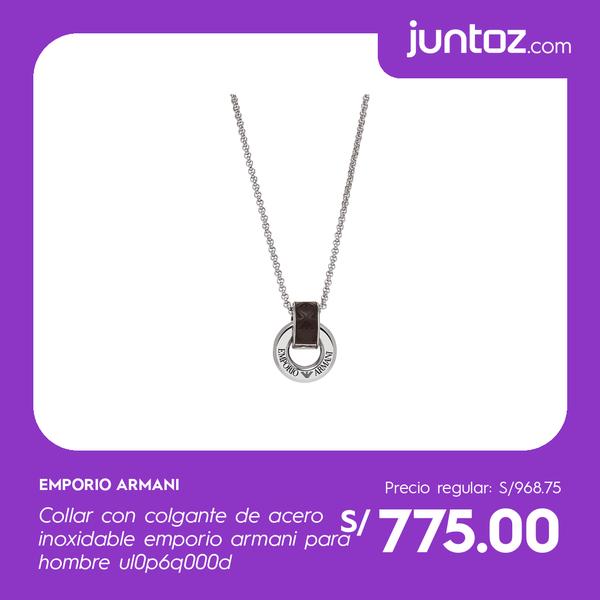 juntoz.com
EMPORIO ARMANI
EMPORIO ARMANI
Precio regular: S/968.75
Collar con colgante de acero
inoxidable emporio armani para
hombre ul0p6q000d
S/ 775.00